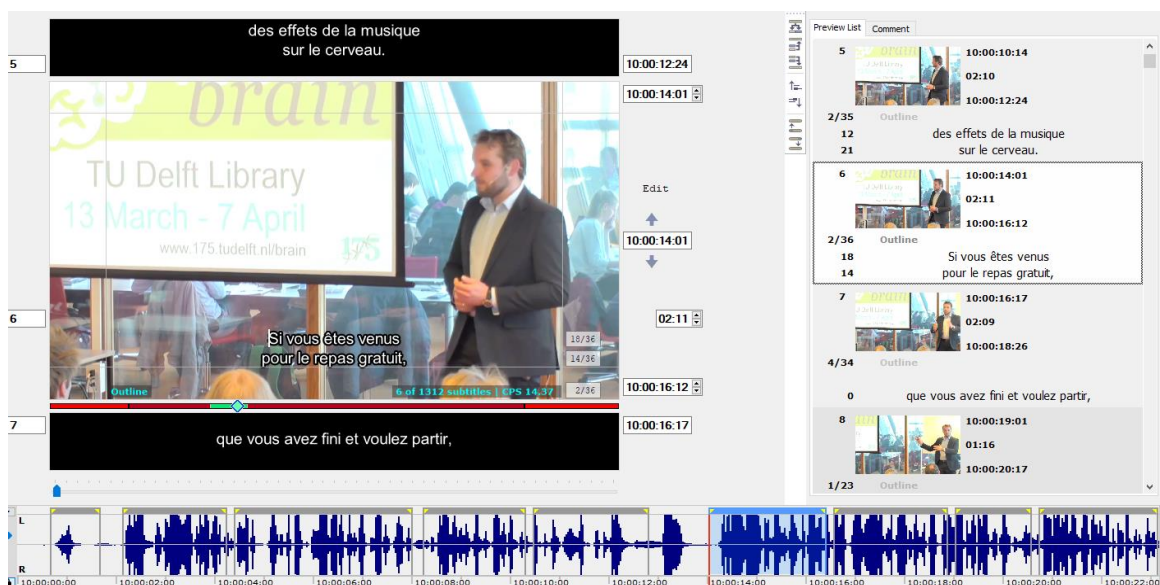 des effets de la musique
sur le cerveau.
5
10:00:12:24
10:00:14:01
brain
TU Delft Library
13 March - 7 April
www.175.tudelft.nl/brain
175
Edit
10:00:14:01
6
02:11
Si vous êtes venus
pour le repas gratuit,
18/36
14/36
2/36
Outline
6 of 1312 subtitles | CPS 14,37
10:00:16:12
7
10:00:16:17
que vous avez fini et voulez partir,
Preview List
Comment
5
10:00:10:14
02:10
10:00:12:24
2/35
Outline
12
des effets de la musique
21
sur le cerveau.
6
10:00:14:01
02:11
10:00:16:12
2/36
Outline
18
Si vous êtes venus
14
pour le repas gratuit,
7
10:00:16:17
02:09
10:00:18:26
4/34
Outline
0
que vous avez fini et voulez partir,
8
10:00:19:01
01:16
10:00:20:17
1/23
Outline
L
R
10:00:00:00
10:00:02:00
10:00:04:00
10:00:06:00
10:00:08:00
10:00:10:00
10:00:12:00
10:00:14:00
10:00:16:00
10:00:18:00
10:00:20:00
10:00:22:0